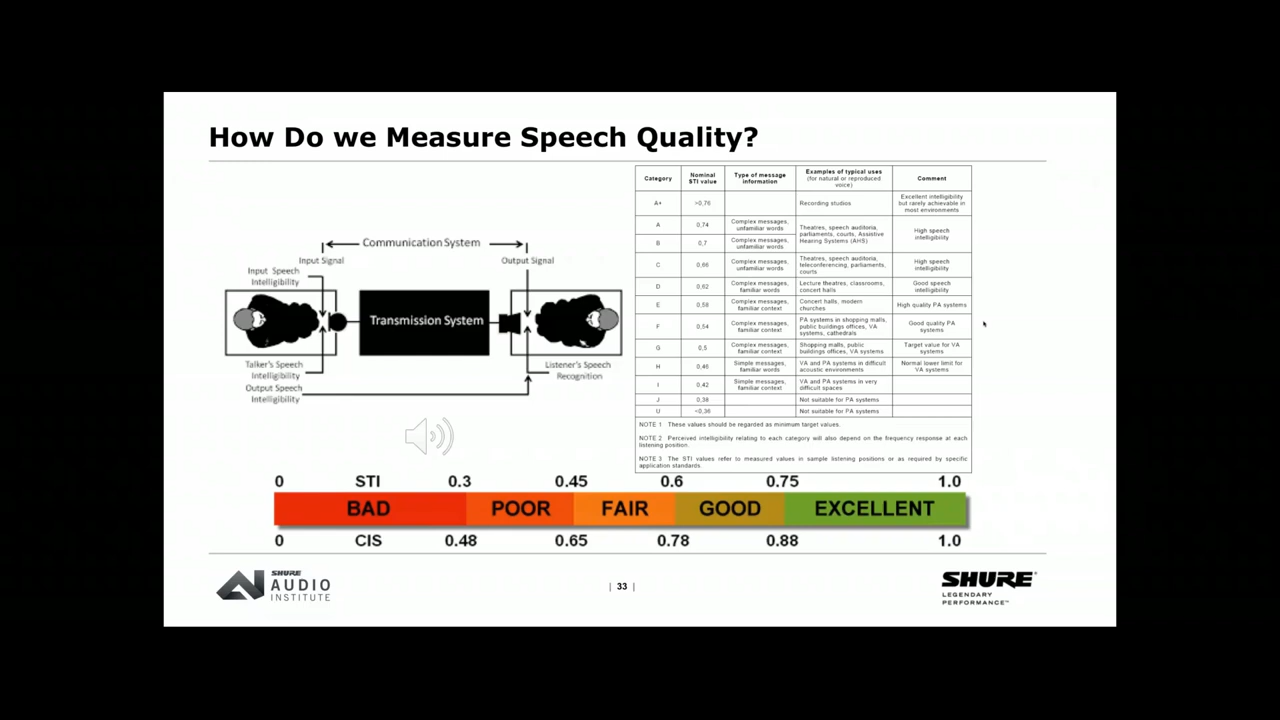 How Do we Measure Speech Quality?
Communication System
Input Signal
Output Signal
Input Speech
Intelligibility
Transmission System
Talker's Speech
Intelligibility
Output Speech
Intelligibility
Listener's Speech
Recognition
Category Nominal STI value Type of message information Examples of typical uses (for natural or reproduced voice) Comment
A+ >0,76 Recording studios Excellent intelligibility but rarely achievable in most environments
A 0,74 Complex messages, unfamiliar words Theatres, speech auditoria, parliaments, courts, Assistive Hearing Systems (AHS) High speech intelligibility
B 0,7 Complex messages, unfamiliar words
C 0,66 Complex messages, unfamiliar words Theatres, speech auditoria, teleconferencing, parliaments, courts High speech intelligibility
D 0,62 Complex messages, familiar words Lecture theatres, classrooms, concert halls Good speech intelligibility
E 0,58 Complex messages, familiar context Concert halls, modern churches High quality PA systems
F 0,54 Complex messages, familiar context PA systems in shopping malls, public buildings offices, VA systems, cathedrals Good quality PA systems
G 0,5 Complex messages, familiar context Shopping malls, public buildings offices, VA systems Target value for VA systems
H 0,46 Simple messages, familiar words VA and PA systems in difficult acoustic environments Normal lower limit for VA systems
I 0,42 Simple messages, familiar context VA and PA systems in very difficult spaces
J 0,38 Not suitable for PA systems
U <0,36 Not suitable for PA systems
NOTE 1 These values should be regarded as minimum target values.
NOTE 2 Perceived intelligibility relating to each category will also depend on the frequency response at each
listening position.
NOTE 3 The STI values refer to measured values in sample listening positions or as required by specific
application standards.
0 STI 0.3 0.45 0.6 0.75 1.0
BAD POOR FAIR GOOD EXCELLENT
0 CIS 0.48 0.65 0.78 0.88 1.0
SHURE
AUDIO
INSTITUTE
| 33 |
SHURE
LEGENDARY
PERFORMANCE™